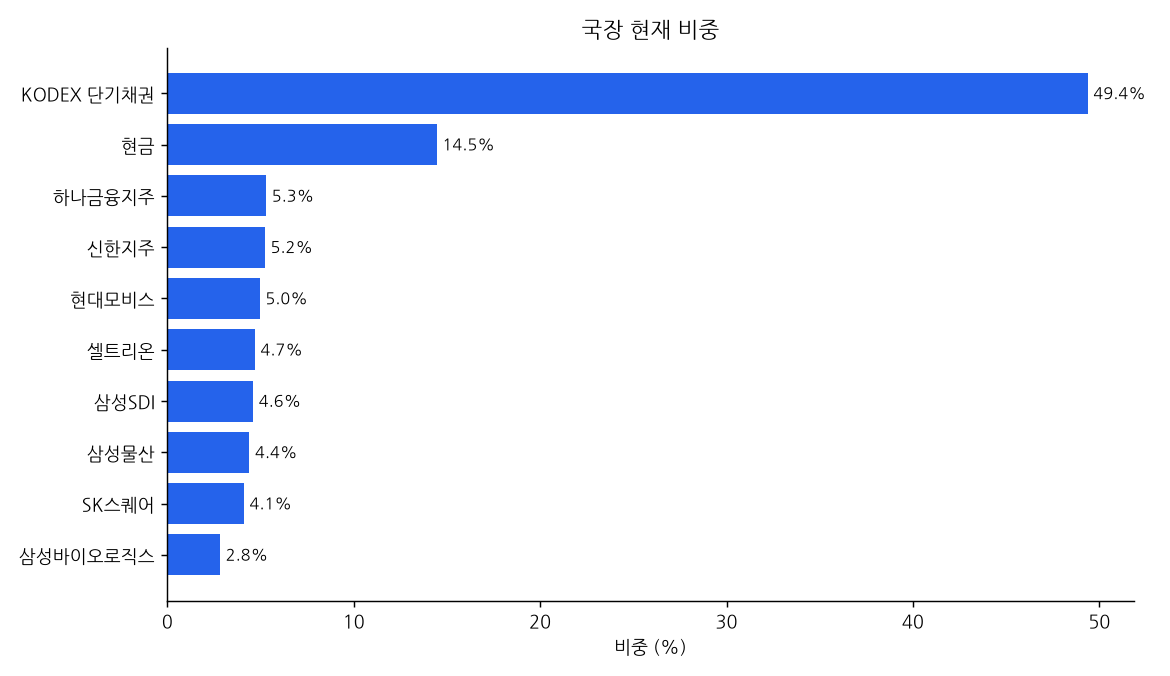 국장 현재 비중
KODEX 단기채권 49.4%
현금 14.5%
하나금융지주 5.3%
신한지주 5.2%
현대모비스 5.0%
셀트리온 4.7%
삼성SDI 4.6%
삼성물산 4.4%
SK스퀘어 4.1%
삼성바이오로직스 2.8%
0 10 20 30 40 50
비중 (%)